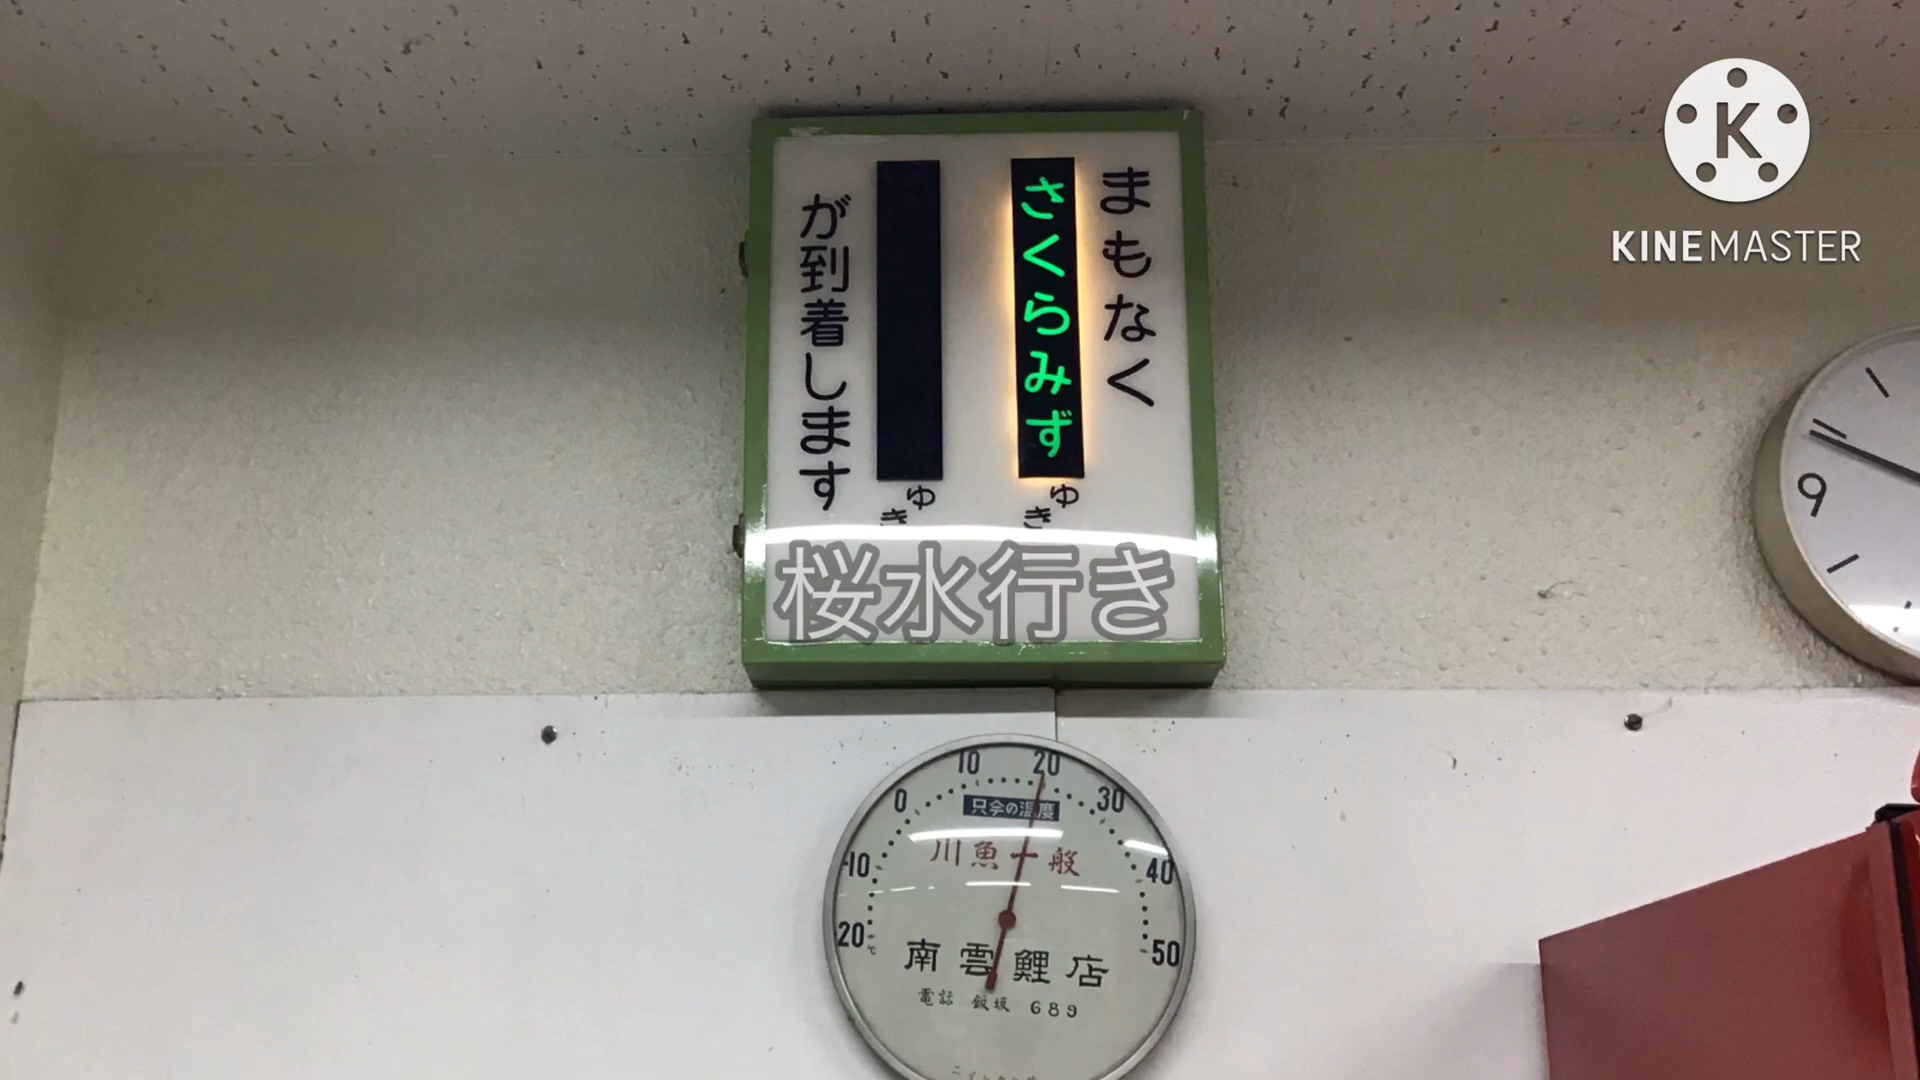 まもなく
さくらみず
ゆき
ゆき
が到着します
桜水行き
KINEMASTER
9
10 20
0 30
-10 40
-20 50
℃
只今の温度
川魚一般
南雲鯉店
電話 飯坂 689